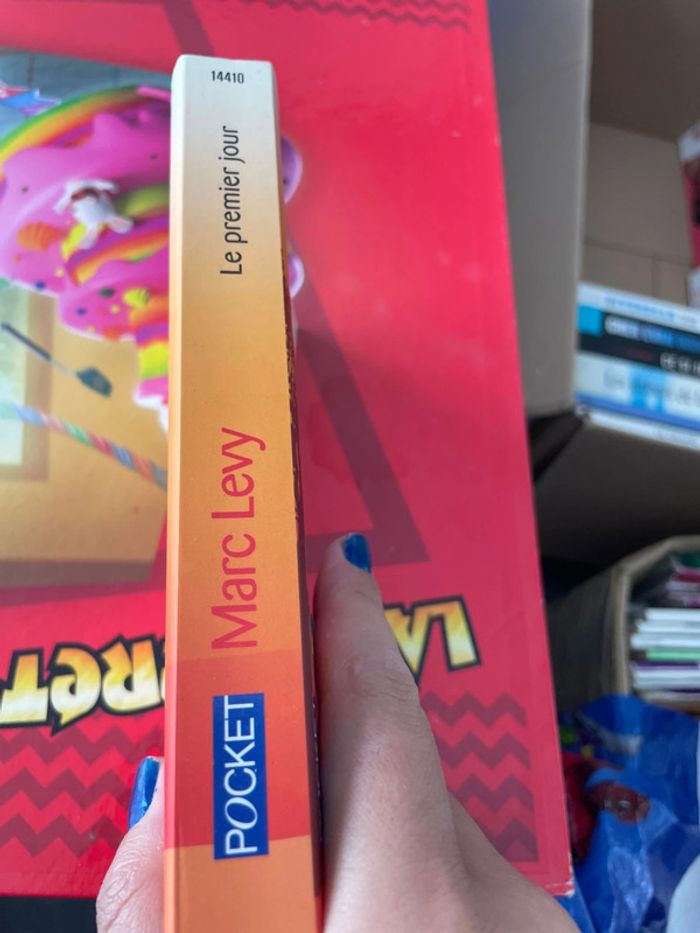 14410
Le premier jour
Marc Levy
POCKET